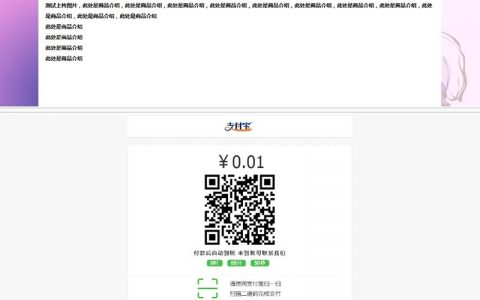 测试上传图片，此处是商品介绍，此处是商品介绍，此处是商品介绍，此处是商品介绍，此处是商品介绍，此处是商品介绍，此处是商品介绍，此处是商品介绍，此处
是商品介绍，此处是商品介绍，此处是商品介绍
此处是商品介绍
此处是商品介绍
此处是商品介绍
此处是商品介绍
支付宝
￥0.01
付款后自动到账 未到账可联系我们
请使用支付宝扫一扫
扫描二维码完成支付